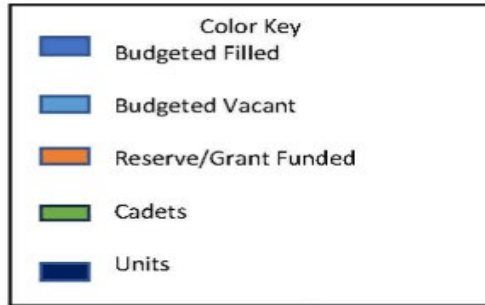 Color Key
Budgeted Filled
Budgeted Vacant
Reserve/Grant Funded
Cadets
Units